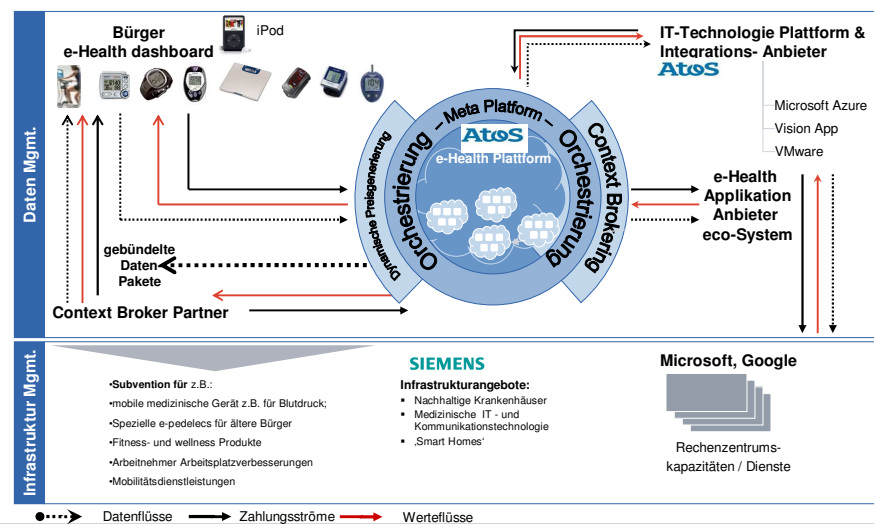 Daten Mgmt.
Bürger
e-Health dashboard
iPod
IT-Technologie Plattform &
Integrations- Anbieter
Atos
Microsoft Azure
Vision App
VMware
Dynamische Preisgenerierung
Orchestrierung
– Meta Platform –
Orchestrierung
Context Brokering
Atos
e-Health Plattform
e-Health
Applikation
Anbieter
eco-System
gebündelte
Daten
Pakete
Context Broker Partner
Infrastruktur Mgmt.
•Subvention für z.B.:
•mobile medizinische Gerät z.B. für Blutdruck;
•Spezielle e-pedelecs für ältere Bürger
•Fitness- und wellness Produkte
•Arbeitnehmer Arbeitsplatzverbesserungen
•Mobilitätsdienstleistungen
SIEMENS
Infrastrukturangebote:
▪ Nachhaltige Krankenhäuser
▪ Medizinische IT - und
Kommunikationstechnologie
▪ ‚Smart Homes‘
Microsoft, Google
Rechenzentrums-
kapazitäten / Dienste
Datenflüsse
Zahlungsströme
Werteflüsse